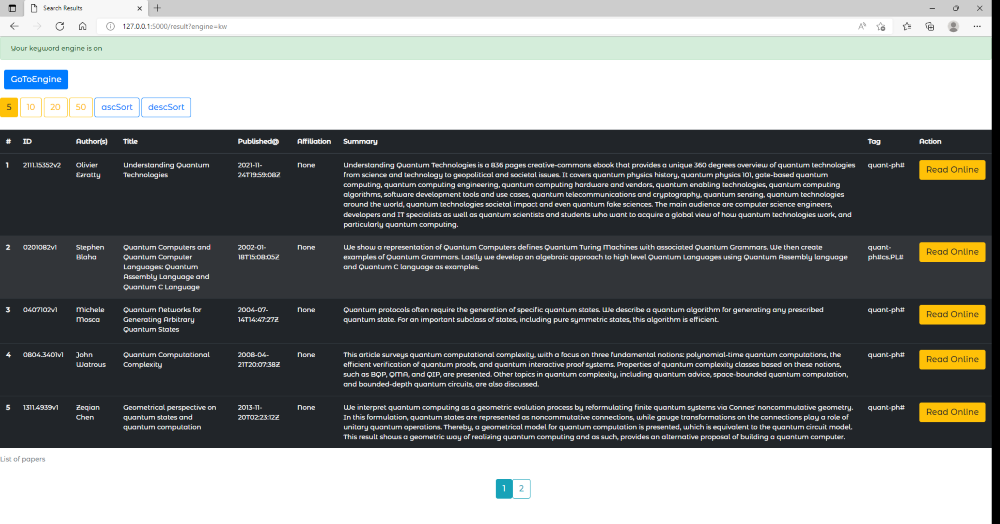 Search Results
127.0.0.1:5000/result?engine=kw
Your keyword engine is on
GoToEngine
5 10 20 50 ascSort descSort
# ID Author(s) Title Published@ Affiliation Summary Tag Action
1 2111.15352v2 Olivier Ezratty Understanding Quantum Technologies 2021-11-24T19:59:08Z None Understanding Quantum Technologies is a 836 pages creative-commons ebook that provides a unique 360 degrees overview of quantum technologies
from science and technology to geopolitical and societal issues. It covers quantum physics history, quantum physics 101, gate-based quantum
computing, quantum computing engineering, quantum computing hardware and vendors, quantum enabling technologies, quantum computing
algorithms, software development tools and use cases, quantum telecommunications and cryptography, quantum sensing, quantum technologies
around the world, quantum technologies societal impact and even quantum fake sciences. The main audience are computer science engineers,
developers and IT specialists as well as quantum scientists and students who want to acquire a global view of how quantum technologies work, and
particularly quantum computing.
quant-ph# Read Online
2 0201082v1 Stephen Blaha Quantum Computers and Quantum Computer Languages: Quantum Assembly Language and Quantum C Language 2002-01-18T15:08:05Z None We show a representation of Quantum Computers defines Quantum Turing Machines with associated Quantum Grammars. We then create
examples of Quantum Grammars. Lastly we develop an algebraic approach to high level Quantum Languages using Quantum Assembly language
and Quantum C language as examples.
quant-ph#cs.PL# Read Online
3 0407102v1 Michele Mosca Quantum Networks for Generating Arbitrary Quantum States 2004-07-14T14:47:27Z None Quantum protocols often require the generation of specific quantum states. We describe a quantum algorithm for generating any prescribed
quantum state. For an important subclass of states, including pure symmetric states, this algorithm is efficient.
quant-ph# Read Online
4 0804.3401v1 John Watrous Quantum Computational Complexity 2008-04-21T20:07:38Z None This article surveys quantum computational complexity, with a focus on three fundamental notions: polynomial-time quantum computations, the
efficient verification of quantum proofs, and quantum interactive proof systems. Properties of quantum complexity classes based on these notions,
such as BQP, QMA, and QIP, are presented. Other topics in quantum complexity, including quantum advice, space-bounded quantum computation,
and bounded-depth quantum circuits, are also discussed.
quant-ph# Read Online
5 1311.4939v1 Zeqian Chen Geometrical perspective on quantum states and quantum computation 2013-11-20T02:23:12Z None We interpret quantum computing as a geometric evolution process by reformulating finite quantum systems via Connes' noncommutative geometry.
In this formulation, quantum states are represented as noncommutative connections, while gauge transformations on the connections play a role of
unitary quantum operations. Thereby, a geometrical model for quantum computation is presented, which is equivalent to the quantum circuit model.
This result shows a geometric way of realizing quantum computing and as such, provides an alternative proposal of building a quantum computer.
quant-ph# Read Online
List of papers
1 2